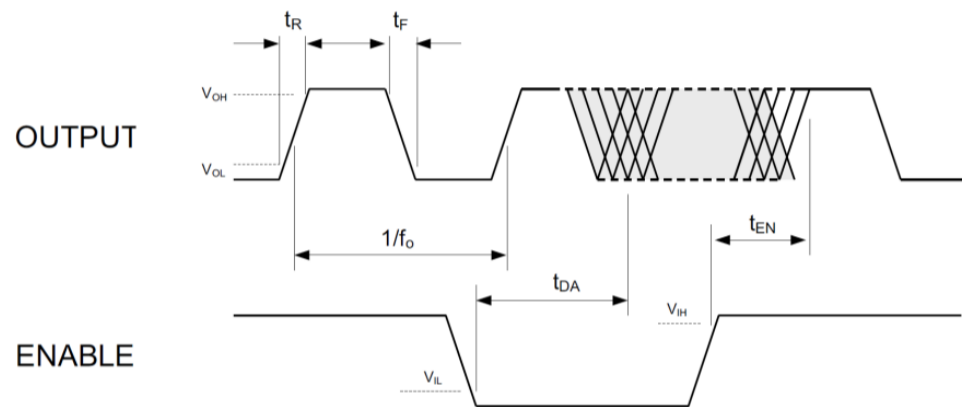 tR tF
VOH
OUTPUT
VOL
tEN
1/fo
tDA
VIH
ENABLE
VIL